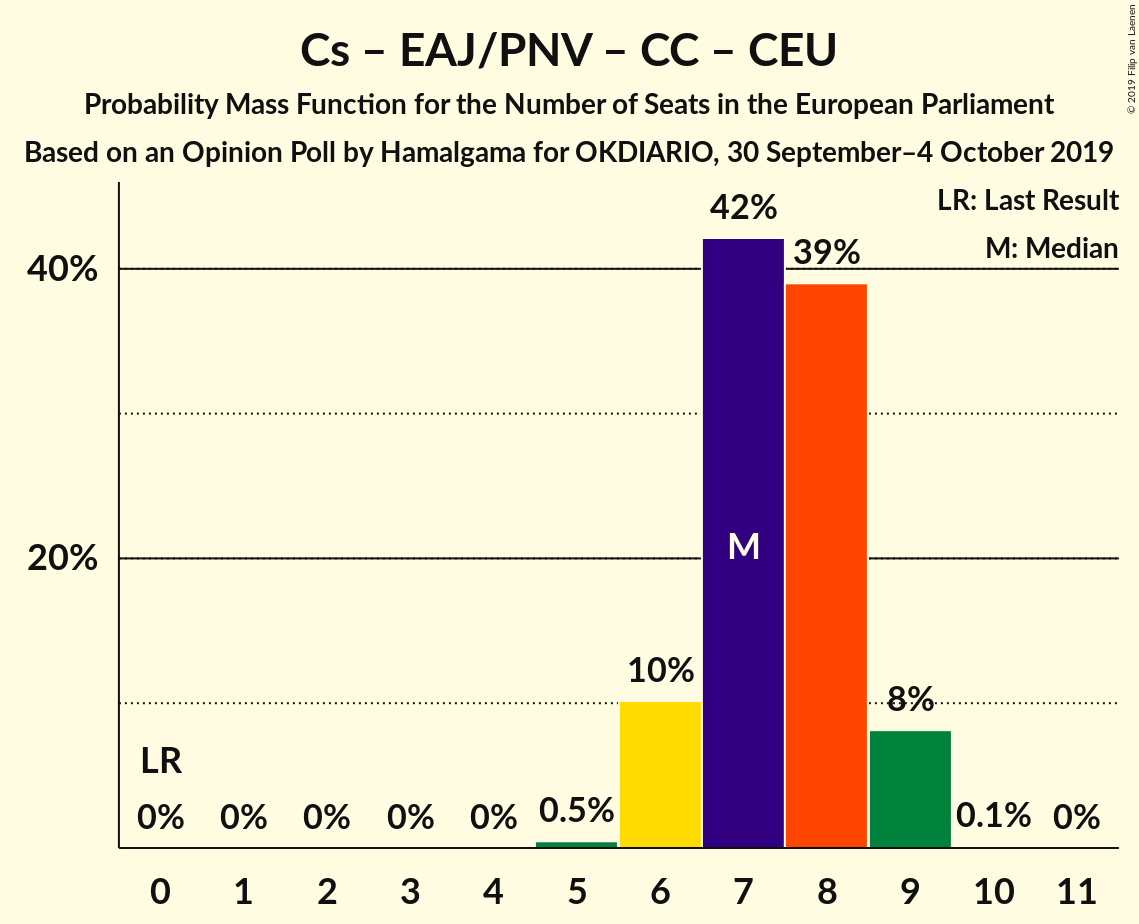 Cs – EAJ/PNV – CC – CEU
Probability Mass Function for the Number of Seats in the European Parliament
Based on an Opinion Poll by Hamalgama for OKDIARIO, 30 September–4 October 2019
© 2019 Filip van Laenen
LR: Last Result
M: Median
42%
39%
40%
20%
M
10%
8%
LR
0% 0% 0% 0% 0% 0.5% 0.1% 0%
0 1 2 3 4 5 6 7 8 9 10 11